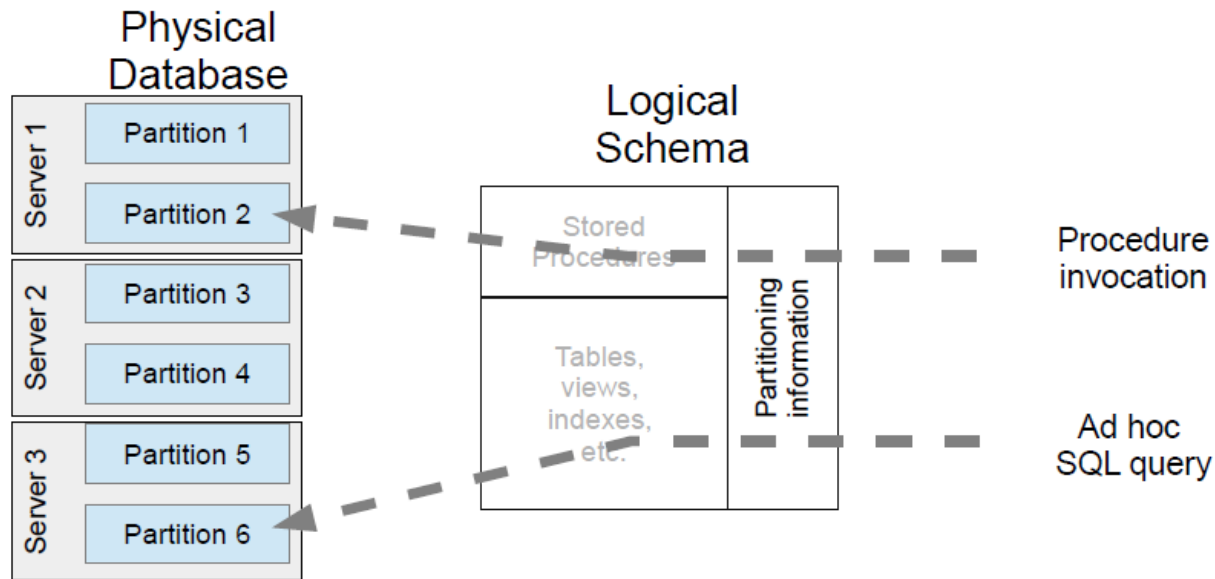 Physical
Database
Server 1
Partition 1
Partition 2
Server 2
Partition 3
Partition 4
Server 3
Partition 5
Partition 6
Logical
Schema
Stored
Procedures
Tables,
views,
indexes,
etc.
Partitioning
information
Procedure
invocation
Ad hoc
SQL query